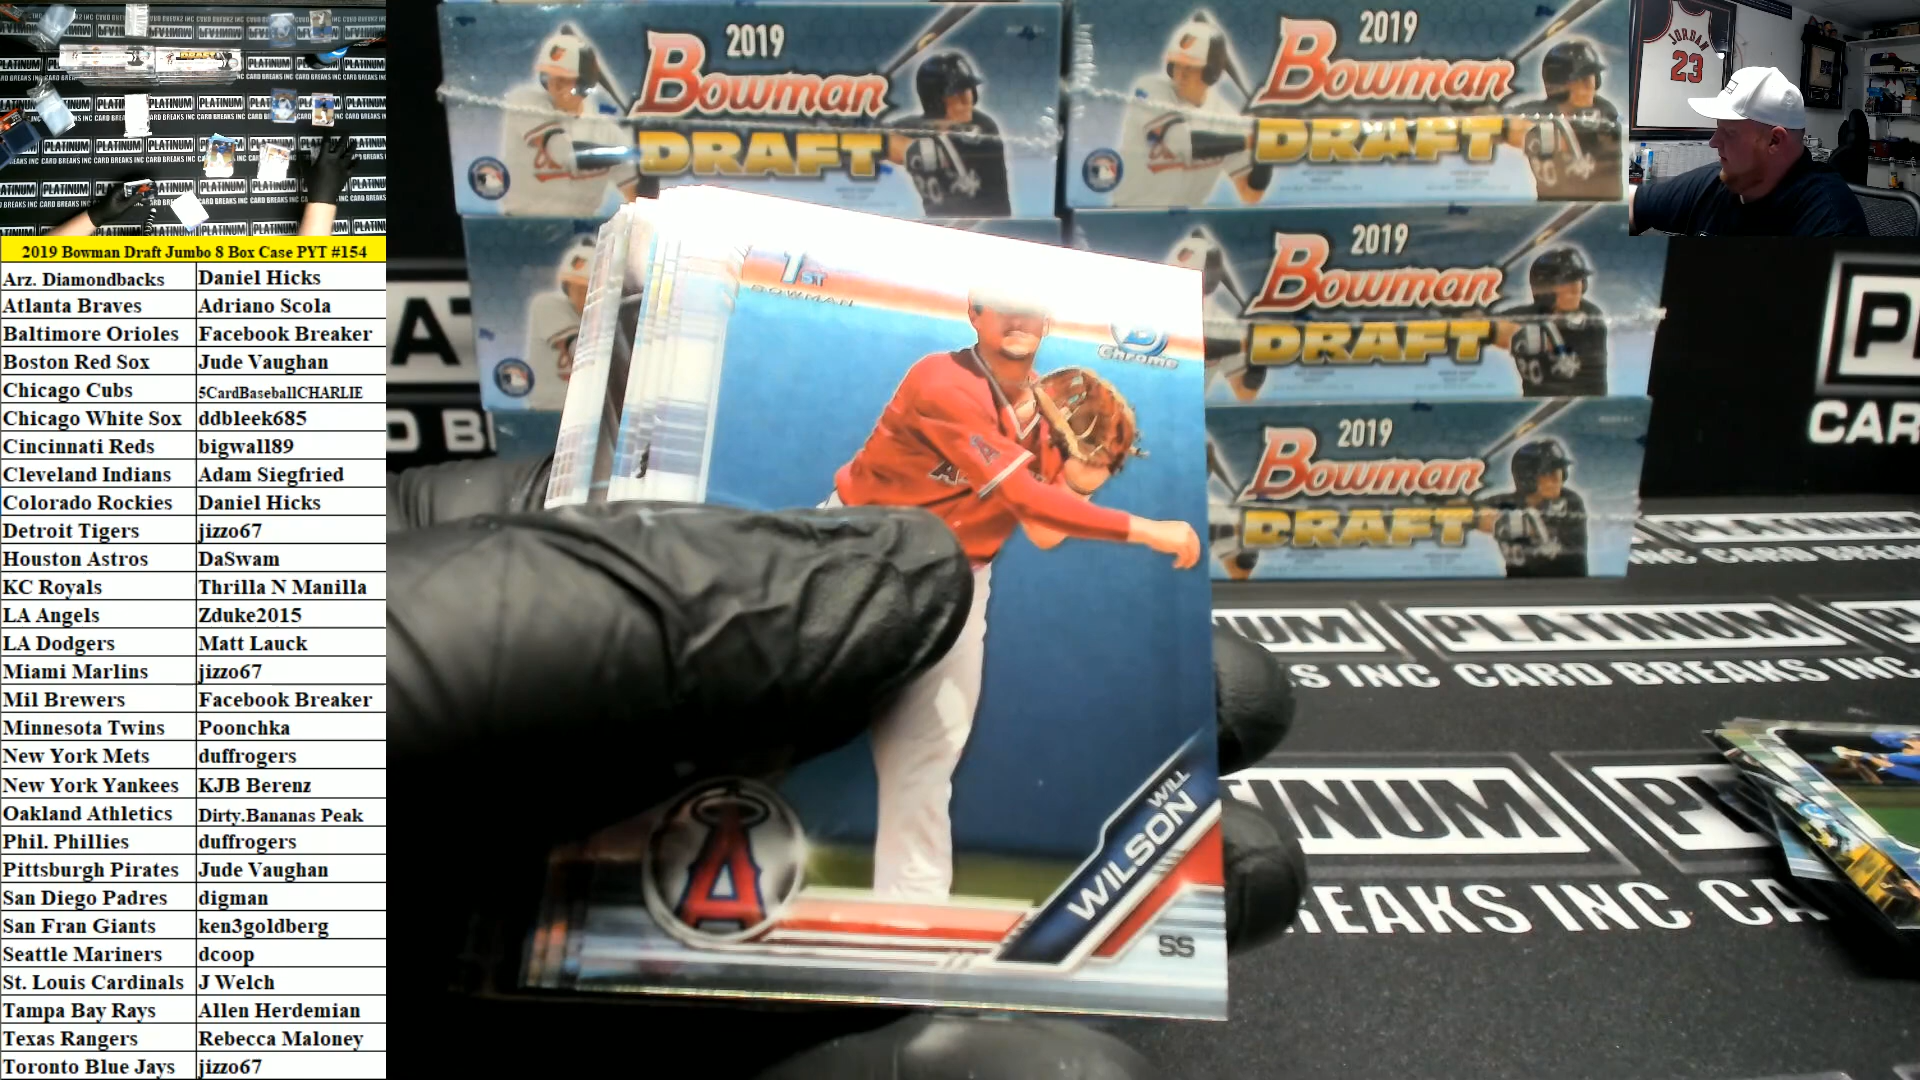 2019 Bowman Draft Jumbo 8 Box Case PYT #154
Arz. Diamondbacks Daniel Hicks
Atlanta Braves Adriano Scola
Baltimore Orioles Facebook Breaker
Boston Red Sox Jude Vaughan
Chicago Cubs 5CardBaseballCHARLIE
Chicago White Sox ddbleek685
Cincinnati Reds bigwall89
Cleveland Indians Adam Siegfried
Colorado Rockies Daniel Hicks
Detroit Tigers jizzo67
Houston Astros DaSwam
KC Royals Thrilla N Manilla
LA Angels Zduke2015
LA Dodgers Matt Lauck
Miami Marlins jizzo67
Mil Brewers Facebook Breaker
Minnesota Twins Poonchka
New York Mets duffrogers
New York Yankees KJB Berenz
Oakland Athletics Dirty.Bananas Peak
Phil. Phillies duffrogers
Pittsburgh Pirates Jude Vaughan
San Diego Padres digman
San Fran Giants ken3goldberg
Seattle Mariners dcoop
St. Louis Cardinals J Welch
Tampa Bay Rays Allen Herdemian
Texas Rangers Rebecca Maloney
Toronto Blue Jays jizzo67
2019
Bowman
DRAFT
2019
Bowman
DRAFT
2019
Bowman
DRAFT
2019
Bowman
DRAFT
1ST
BOWMAN
B
Chrome
A
WILL
WILSON
SS
JORDAN
23
PLATINUM
CARD BREAKS INC